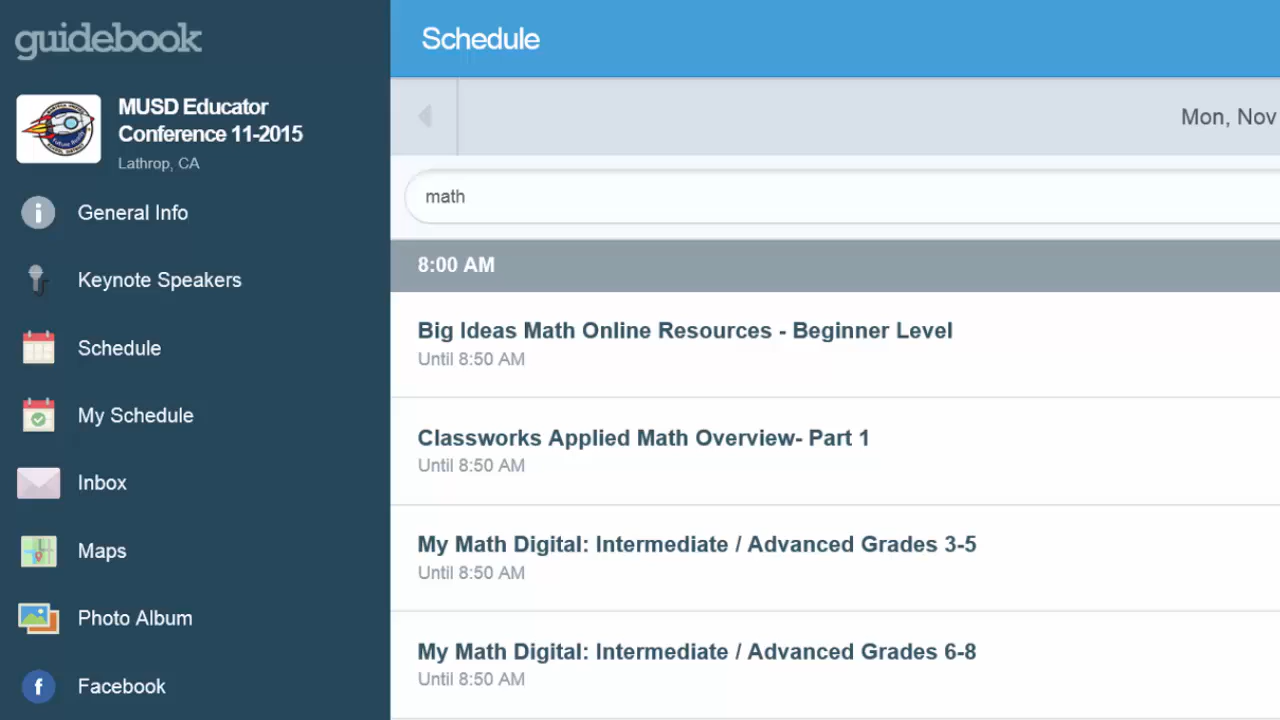 guidebook
MUSD Educator
Conference 11-2015
Lathrop, CA
General Info
Keynote Speakers
Schedule
My Schedule
Inbox
Maps
Photo Album
Facebook
Schedule
Mon, Nov
math
8:00 AM
Big Ideas Math Online Resources - Beginner Level
Until 8:50 AM
Classworks Applied Math Overview- Part 1
Until 8:50 AM
My Math Digital: Intermediate / Advanced Grades 3-5
Until 8:50 AM
My Math Digital: Intermediate / Advanced Grades 6-8
Until 8:50 AM